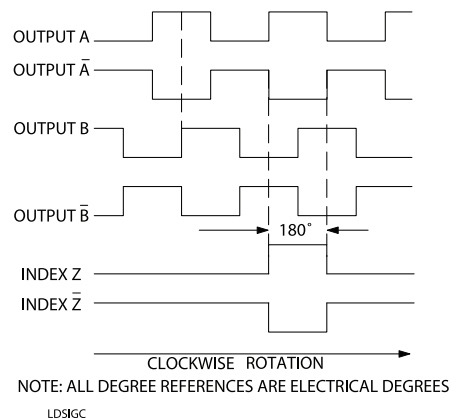 OUTPUT A
OUTPUT A̅
OUTPUT B
OUTPUT B̅
180°
INDEX Z
INDEX Z̅
CLOCKWISE ROTATION
NOTE: ALL DEGREE REFERENCES ARE ELECTRICAL DEGREES
LDSIGC